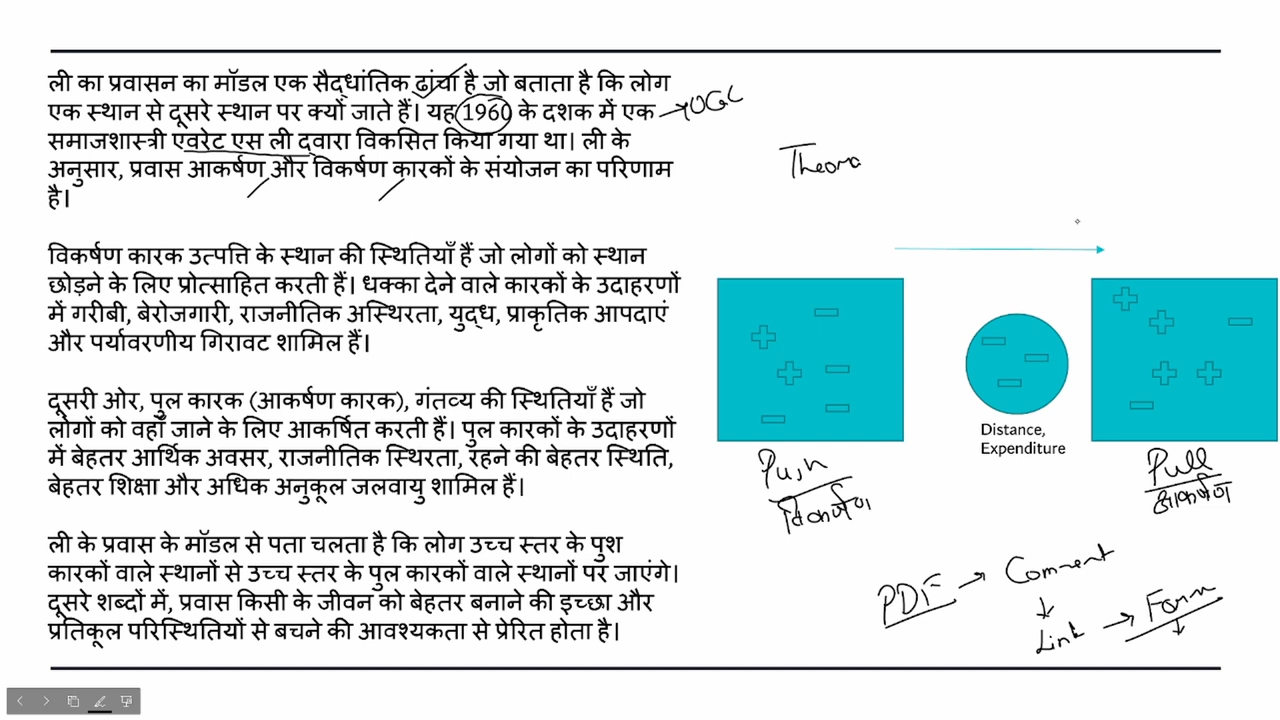 ली का प्रवासन का मॉडल एक सैद्धांतिक ढांचा है जो बताता है कि लोग
एक स्थान से दूसरे स्थान पर क्यों जाते हैं। यह 1960 के दशक में एक
समाजशास्त्री एवरेट एस ली द्वारा विकसित किया गया था। ली के
अनुसार, प्रवास आकर्षण और विकर्षण कारकों के संयोजन का परिणाम
है।
विकर्षण कारक उत्पत्ति के स्थान की स्थितियाँ हैं जो लोगों को स्थान
छोड़ने के लिए प्रोत्साहित करती हैं। धक्का देने वाले कारकों के उदाहरणों
में गरीबी, बेरोजगारी, राजनीतिक अस्थिरता, युद्ध, प्राकृतिक आपदाएं
और पर्यावरणीय गिरावट शामिल हैं।
दूसरी ओर, पुल कारक (आकर्षण कारक), गंतव्य की स्थितियाँ हैं जो
लोगों को वहाँ जाने के लिए आकर्षित करती हैं। पुल कारकों के उदाहरणों
में बेहतर आर्थिक अवसर, राजनीतिक स्थिरता, रहने की बेहतर स्थिति,
बेहतर शिक्षा और अधिक अनुकूल जलवायु शामिल हैं।
ली के प्रवास के मॉडल से पता चलता है कि लोग उच्च स्तर के पुश
कारकों वाले स्थानों से उच्च स्तर के पुल कारकों वाले स्थानों पर जाएंगे।
दूसरे शब्दों में, प्रवास किसी के जीवन को बेहतर बनाने की इच्छा और
प्रतिकूल परिस्थितियों से बचने की आवश्यकता से प्रेरित होता है।
Distance,
Expenditure
Push
विकर्षण
Pull
आकर्षण
PDF → Comment
Link → Form